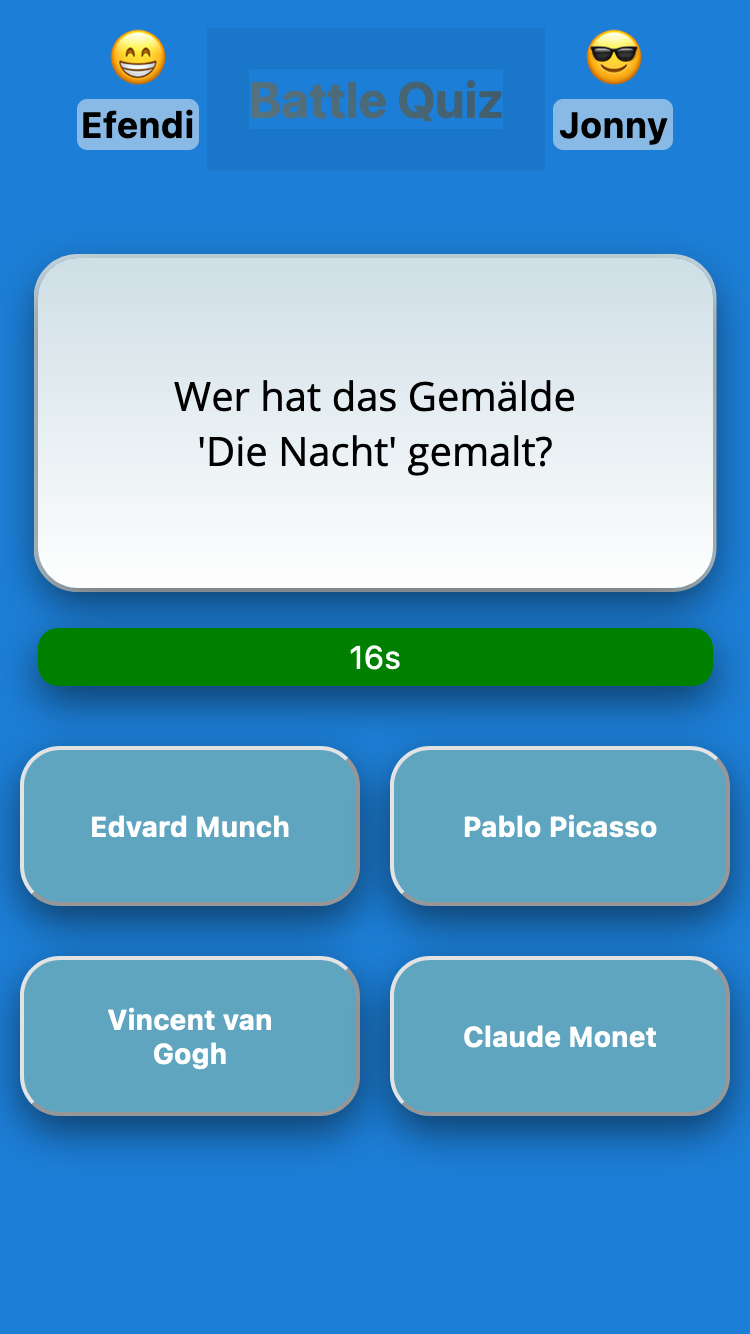 Battle Quiz
Efendi
Jonny
Wer hat das Gemälde
'Die Nacht' gemalt?
16s
Edvard Munch
Pablo Picasso
Vincent van
Gogh
Claude Monet